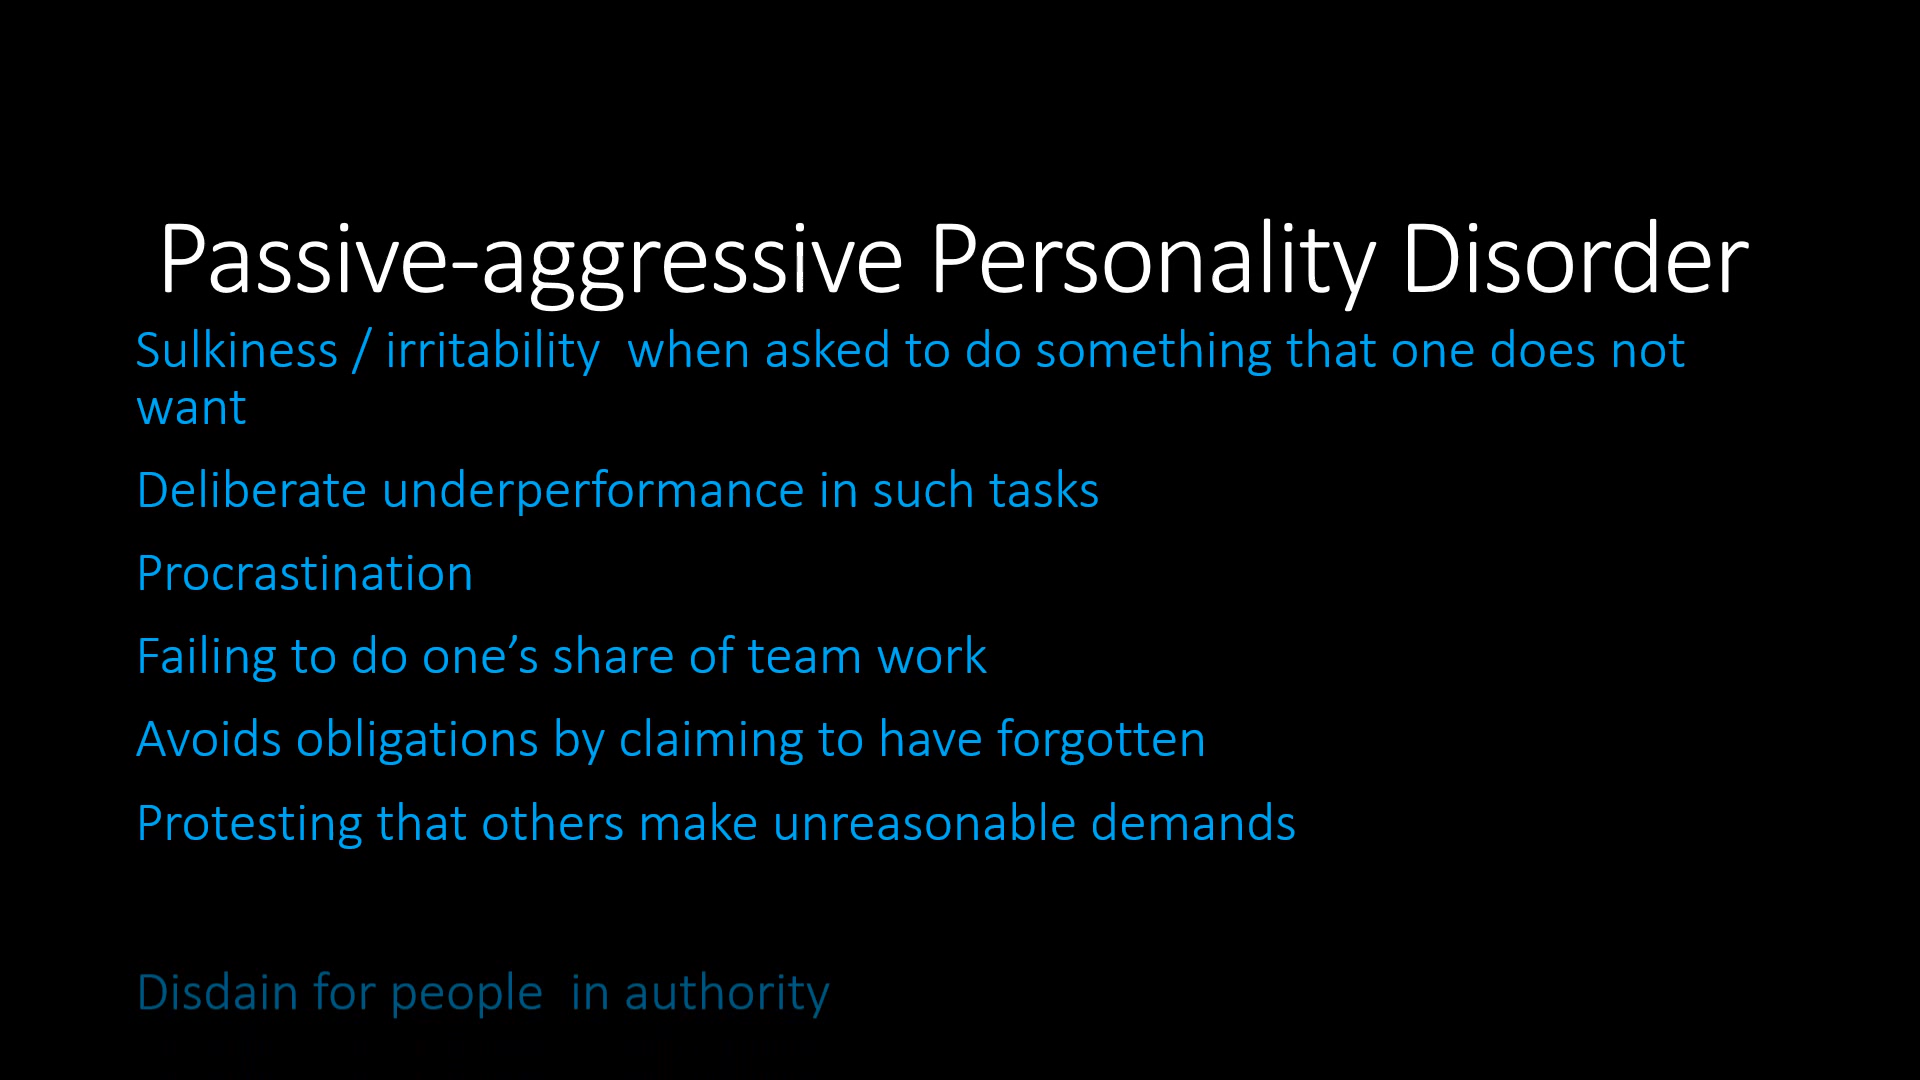 Passive-aggressive Personality Disorder
Sulkiness / irritability  when asked to do something that one does not
want
Deliberate underperformance in such tasks
Procrastination
Failing to do one’s share of team work
Avoids obligations by claiming to have forgotten
Protesting that others make unreasonable demands
Disdain for people  in authority